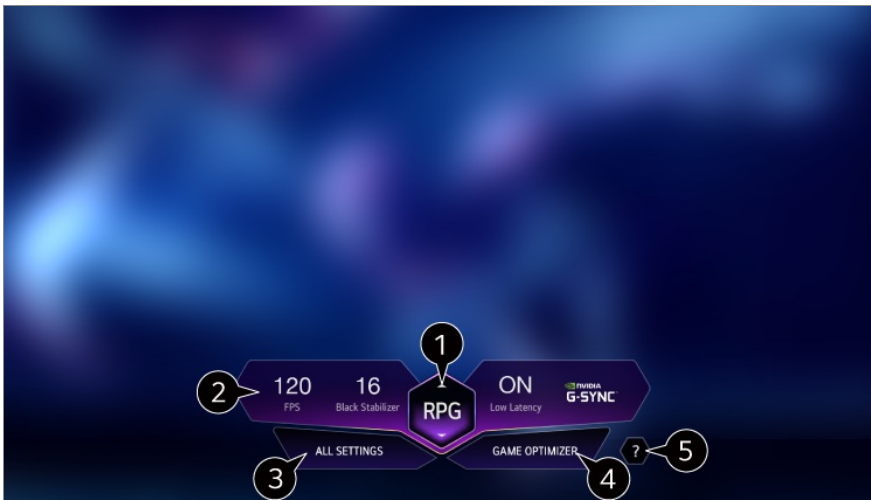 1
2
120
FPS
16
Black Stabilizer
RPG
ON
Low Latency
NVIDIA
G-SYNC
3
ALL SETTINGS
GAME OPTIMIZER
4
?
5